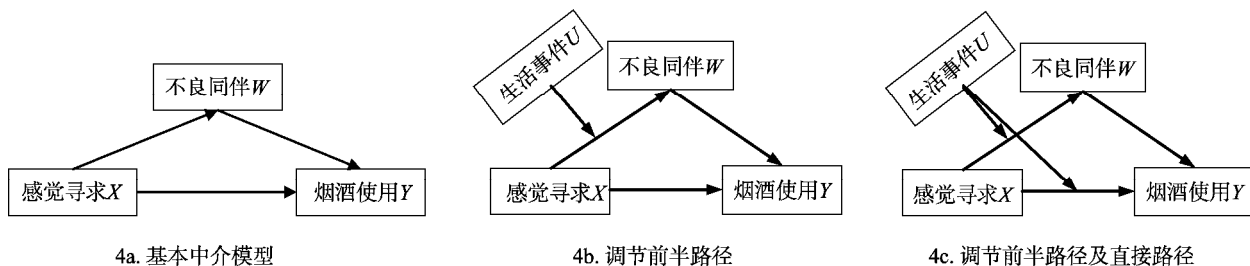 不良同伴W
感觉寻求X
烟酒使用Y
4a. 基本中介模型
生活事件U
不良同伴W
感觉寻求X
烟酒使用Y
4b. 调节前半路径
生活事件U
不良同伴W
感觉寻求X
烟酒使用Y
4c. 调节前半路径及直接路径